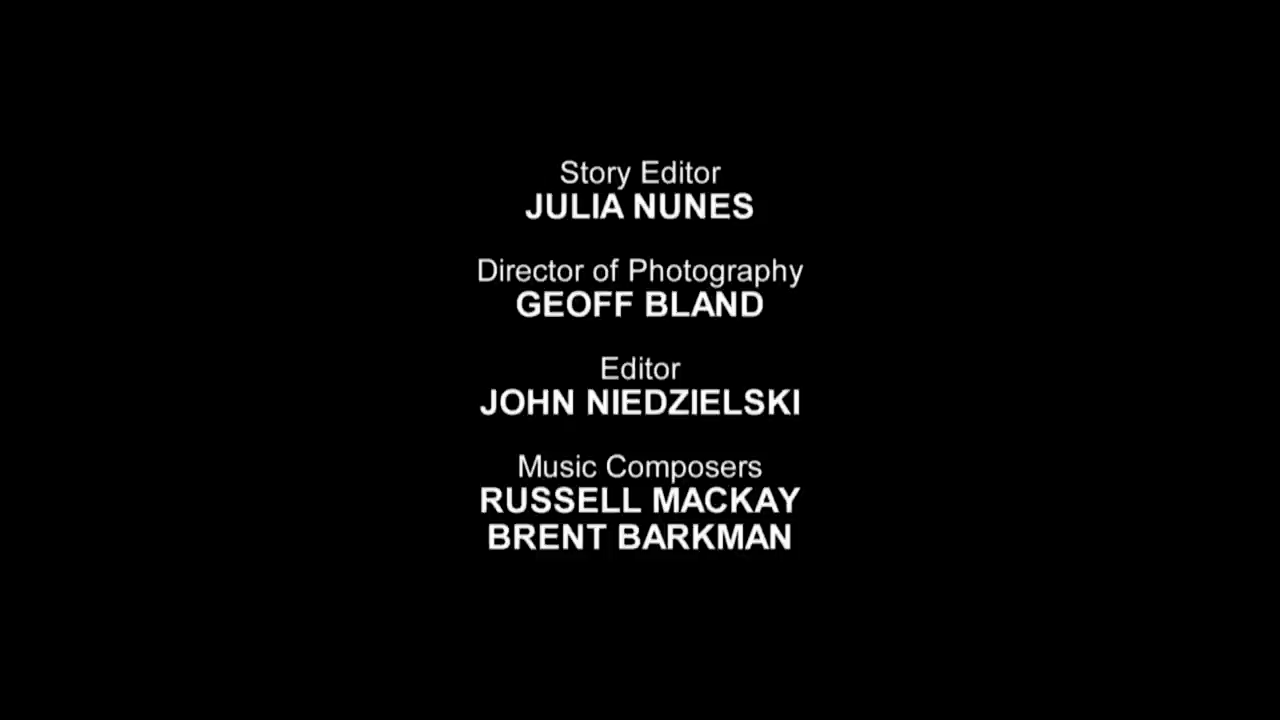 Story Editor
JULIA NUNES
Director of Photography
GEOFF BLAND
Editor
JOHN NIEDZIELSKI
Music Composers
RUSSELL MACKAY
BRENT BARKMAN